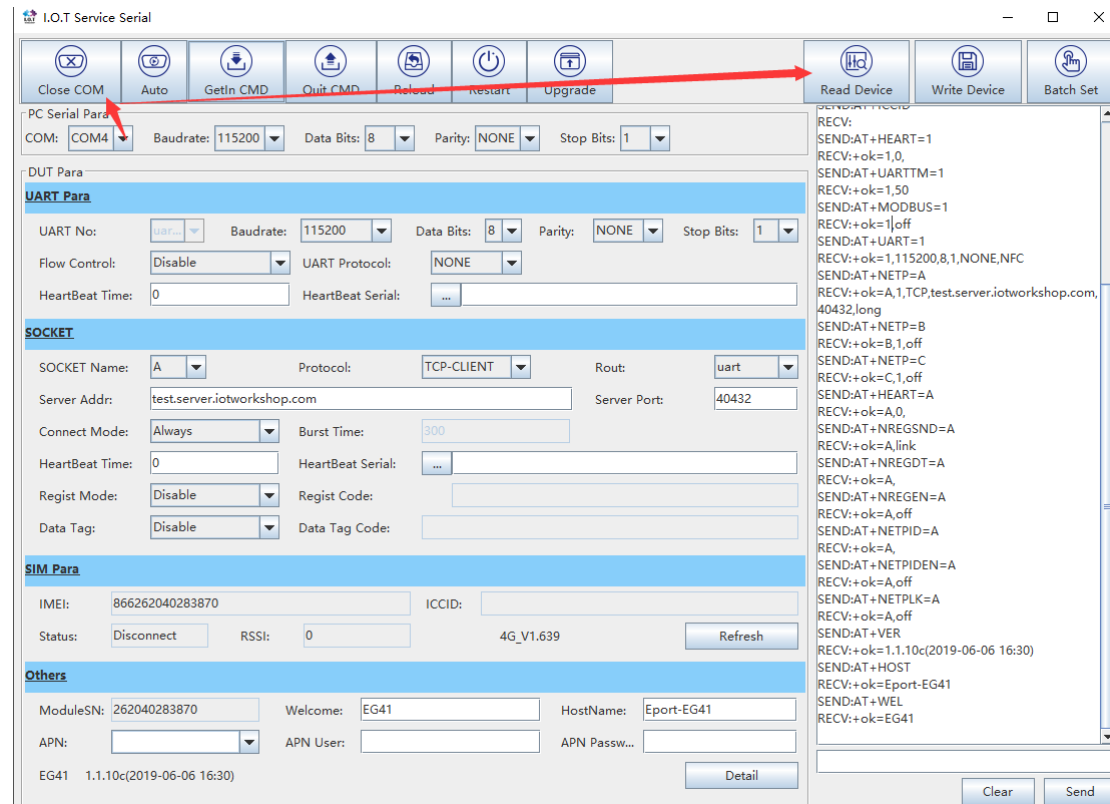 I.O.T Service Serial
Close COM Auto GetIn CMD Quit CMD Reload Restart Upgrade Read Device Write Device Batch Set
PC Serial Para
COM: COM4 Baudrate: 115200 Data Bits: 8 Parity: NONE Stop Bits: 1
DUT Para
UART Para
UART No: uar... Baudrate: 115200 Data Bits: 8 Parity: NONE Stop Bits: 1
Flow Control: Disable UART Protocol: NONE
HeartBeat Time: 0 HeartBeat Serial: ...
SOCKET
SOCKET Name: A Protocol: TCP-CLIENT Rout: uart
Server Addr: test.server.iotworkshop.com Server Port: 40432
Connect Mode: Always Burst Time: 300
HeartBeat Time: 0 HeartBeat Serial: ...
Regist Mode: Disable Regist Code:
Data Tag: Disable Data Tag Code:
SIM Para
IMEI: 866262040283870 ICCID:
Status: Disconnect RSSI: 0 4G_V1.639 Refresh
Others
ModuleSN: 262040283870 Welcome: EG41 HostName: Eport-EG41
APN: APN User: APN Passw...
EG41 1.1.10c(2019-06-06 16:30) Detail
SEND:AT+ICCID
RECV:
SEND:AT+HEART=1
RECV:+ok=1,0,
SEND:AT+UARTTM=1
RECV:+ok=1,50
SEND:AT+MODBUS=1
RECV:+ok=1,off
SEND:AT+UART=1
RECV:+ok=1,115200,8,1,NONE,NFC
SEND:AT+NETP=A
RECV:+ok=A,1,TCP,test.server.iotworkshop.com,
40432,long
SEND:AT+NETP=B
RECV:+ok=B,1,off
SEND:AT+NETP=C
RECV:+ok=C,1,off
SEND:AT+HEART=A
RECV:+ok=A,0,
SEND:AT+NREGSND=A
RECV:+ok=A,link
SEND:AT+NREGDT=A
RECV:+ok=A,
SEND:AT+NREGEN=A
RECV:+ok=A,off
SEND:AT+NETPID=A
RECV:+ok=A,
SEND:AT+NETPIDEN=A
RECV:+ok=A,off
SEND:AT+NETPLK=A
RECV:+ok=A,off
SEND:AT+VER
RECV:+ok=1.1.10c(2019-06-06 16:30)
SEND:AT+HOST
RECV:+ok=Eport-EG41
SEND:AT+WEL
RECV:+ok=EG41
Clear Send